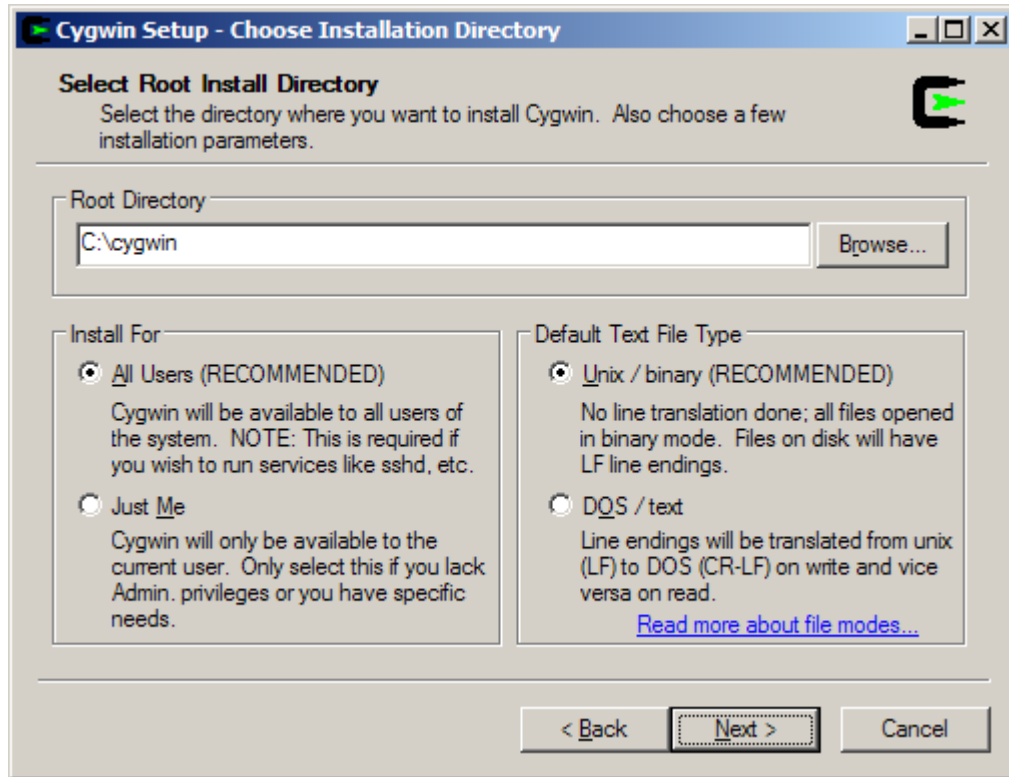 Cygwin Setup - Choose Installation Directory
Select Root Install Directory
Select the directory where you want to install Cygwin. Also choose a few
installation parameters.
Root Directory
C:\cygwin
Browse...
Install For
All Users (RECOMMENDED)
Cygwin will be available to all users of
the system. NOTE: This is required if
you wish to run services like sshd, etc.
Just Me
Cygwin will only be available to the
current user. Only select this if you lack
Admin. privileges or you have specific
needs.
Default Text File Type
Unix / binary (RECOMMENDED)
No line translation done; all files opened
in binary mode. Files on disk will have
LF line endings.
DOS / text
Line endings will be translated from unix
(LF) to DOS (CR-LF) on write and vice
versa on read.
Read more about file modes...
< Back
Next >
Cancel